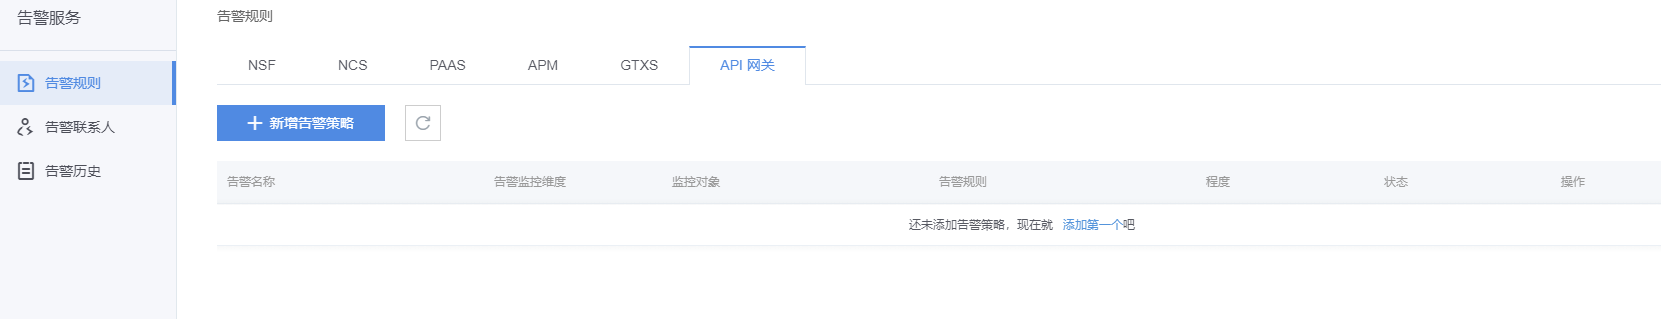 告警服务
告警规则
告警联系人
告警历史
告警规则
NSF NCS PAAS APM GTXS API 网关
新增告警策略
告警名称 告警监控维度 监控对象 告警规则 程度 状态 操作
还未添加告警策略，现在就 添加第一个吧